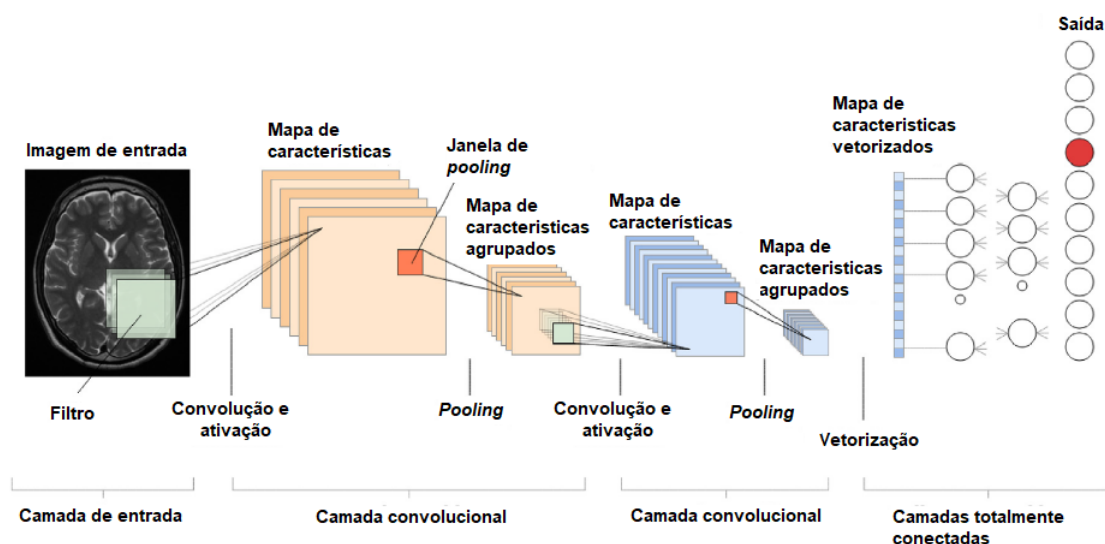 Saída
Mapa de
características
vetorizados
Imagem de entrada
Mapa de
características
Janela de
pooling
Mapa de
caracteristicas
agrupados
Mapa de
características
Mapa de
caracteristicas
agrupados
Filtro
Convolução e
ativação
Pooling
Convolução e
ativação
Pooling
Vetorização
Camada de entrada
Camada convolucional
Camada convolucional
Camadas totalmente
conectadas